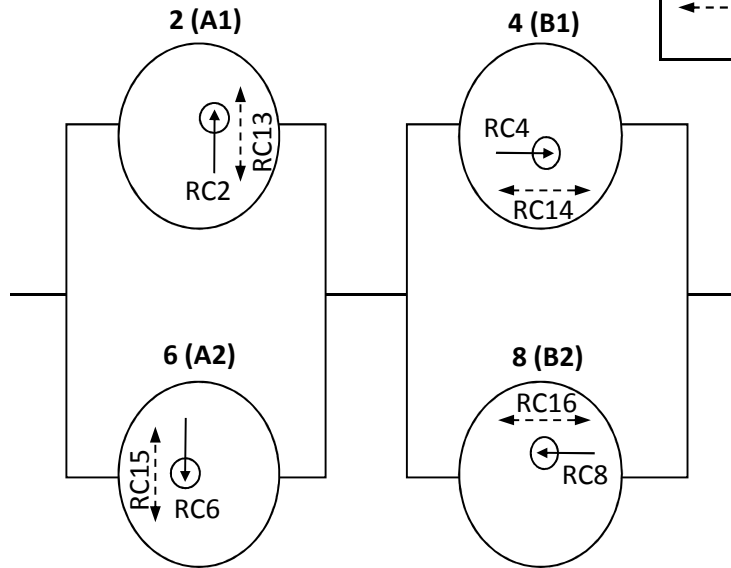 2 (A1)
4 (B1)
RC13
RC2
RC4
RC14
6 (A2)
8 (B2)
RC15
RC6
RC16
RC8